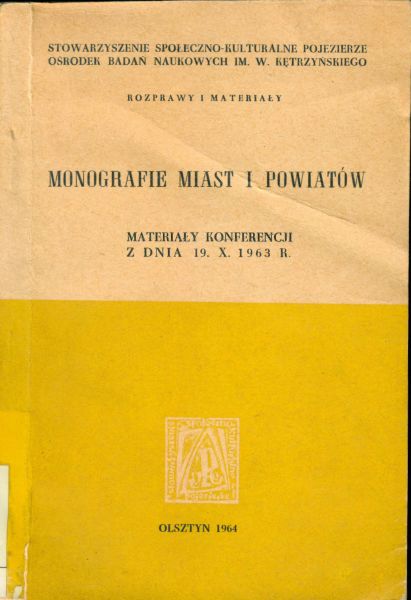 STOWARZYSZENIE SPOŁECZNO-KULTURALNE POJEZIERZE
OSRODEK BADAŃ NAUKOWYCH IM. W. KĘTRZYŃSKIEGO
ROZPRAWY I MATERIAŁY
MONOGRAFIE MIAST I POWIATÓW
MATERIAŁY KONFERENCJI
Z DNIA 19. X. 1963 R.
OLSZTYN 1964